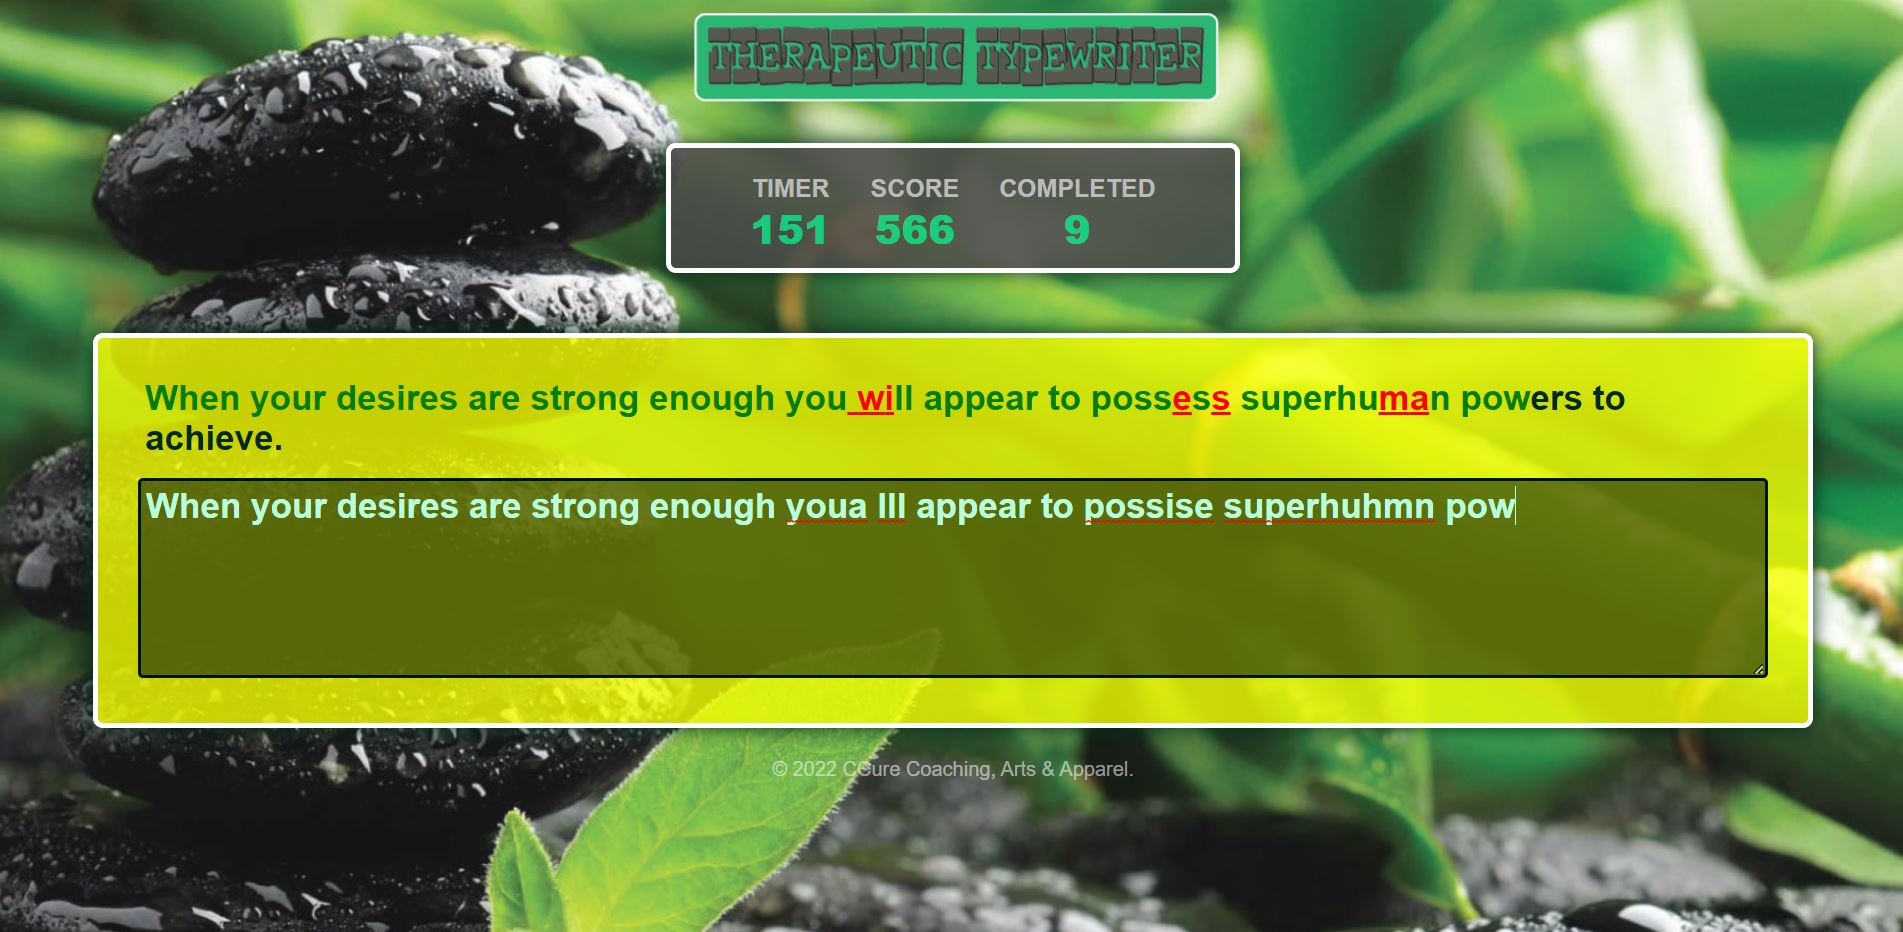 THERAPEUTIC TYPEWRITER
TIMER SCORE COMPLETED
151 566 9
When your desires are strong enough you will appear to possess superhuman powers to
achieve.
When your desires are strong enough youa lll appear to possise superhuhmn pow
© 2022 CCure Coaching, Arts & Apparel.